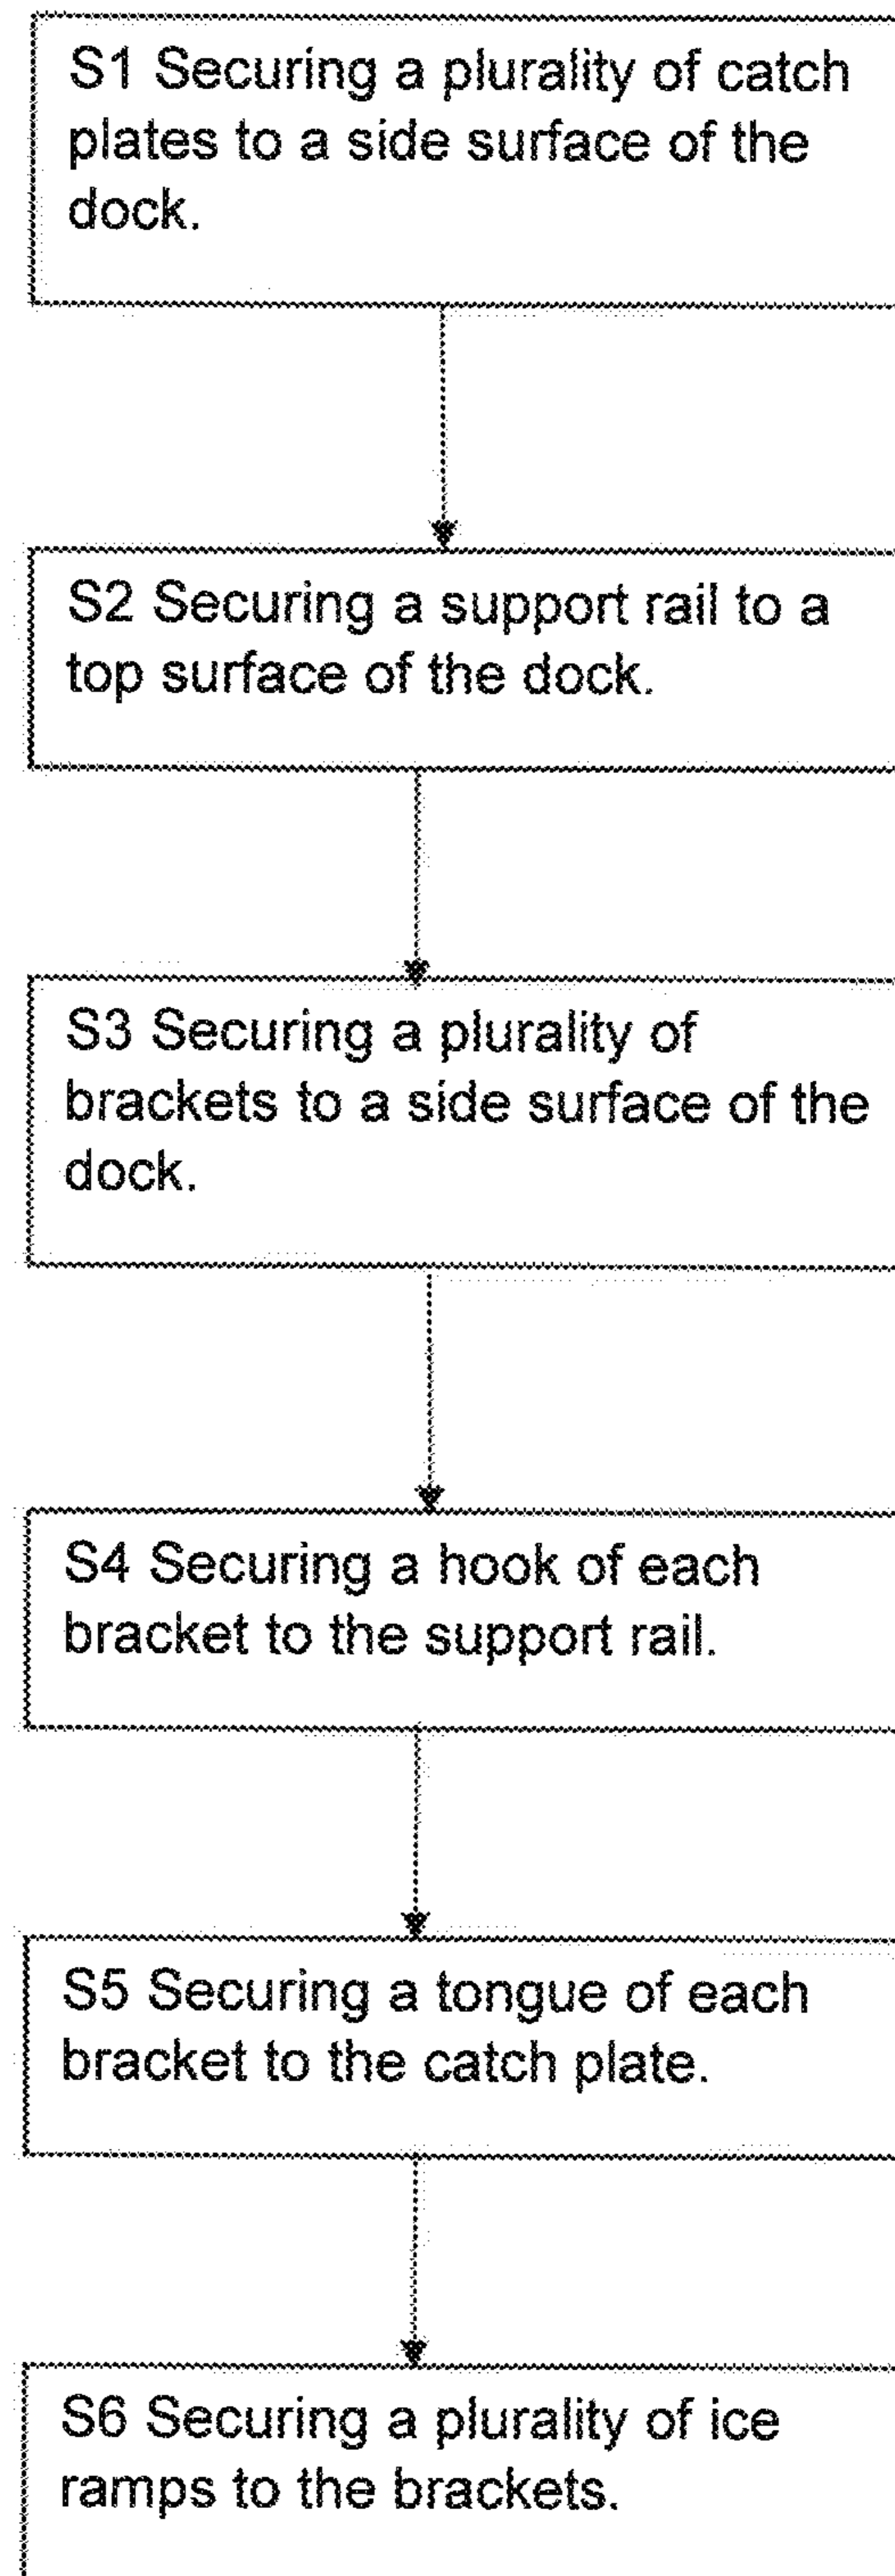 S1 Securing a plurality of catch
plates to a side surface of the
dock.
S2 Securing a support rail to a
top surface of the dock.
S3 Securing a plurality of
brackets to a side surface of the
dock.
S4 Securing a hook of each
bracket to the support rail.
S5 Securing a tongue of each
bracket to the catch plate.
S6 Securing a plurality of ice
ramps to the brackets.